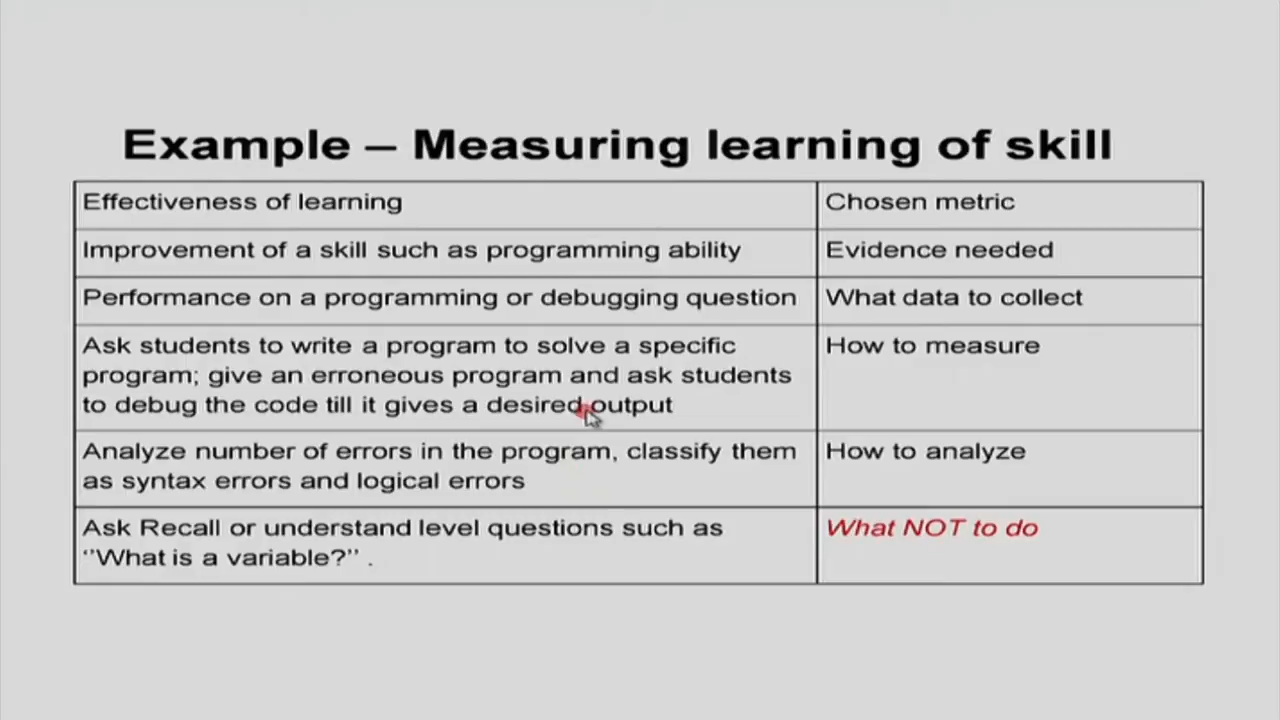 Example – Measuring learning of skill
Effectiveness of learning
Chosen metric
Improvement of a skill such as programming ability
Evidence needed
Performance on a programming or debugging question
What data to collect
Ask students to write a program to solve a specific
program; give an erroneous program and ask students
to debug the code till it gives a desired output
How to measure
Analyze number of errors in the program, classify them
as syntax errors and logical errors
How to analyze
Ask Recall or understand level questions such as
‘’What is a variable?’’ .
What NOT to do